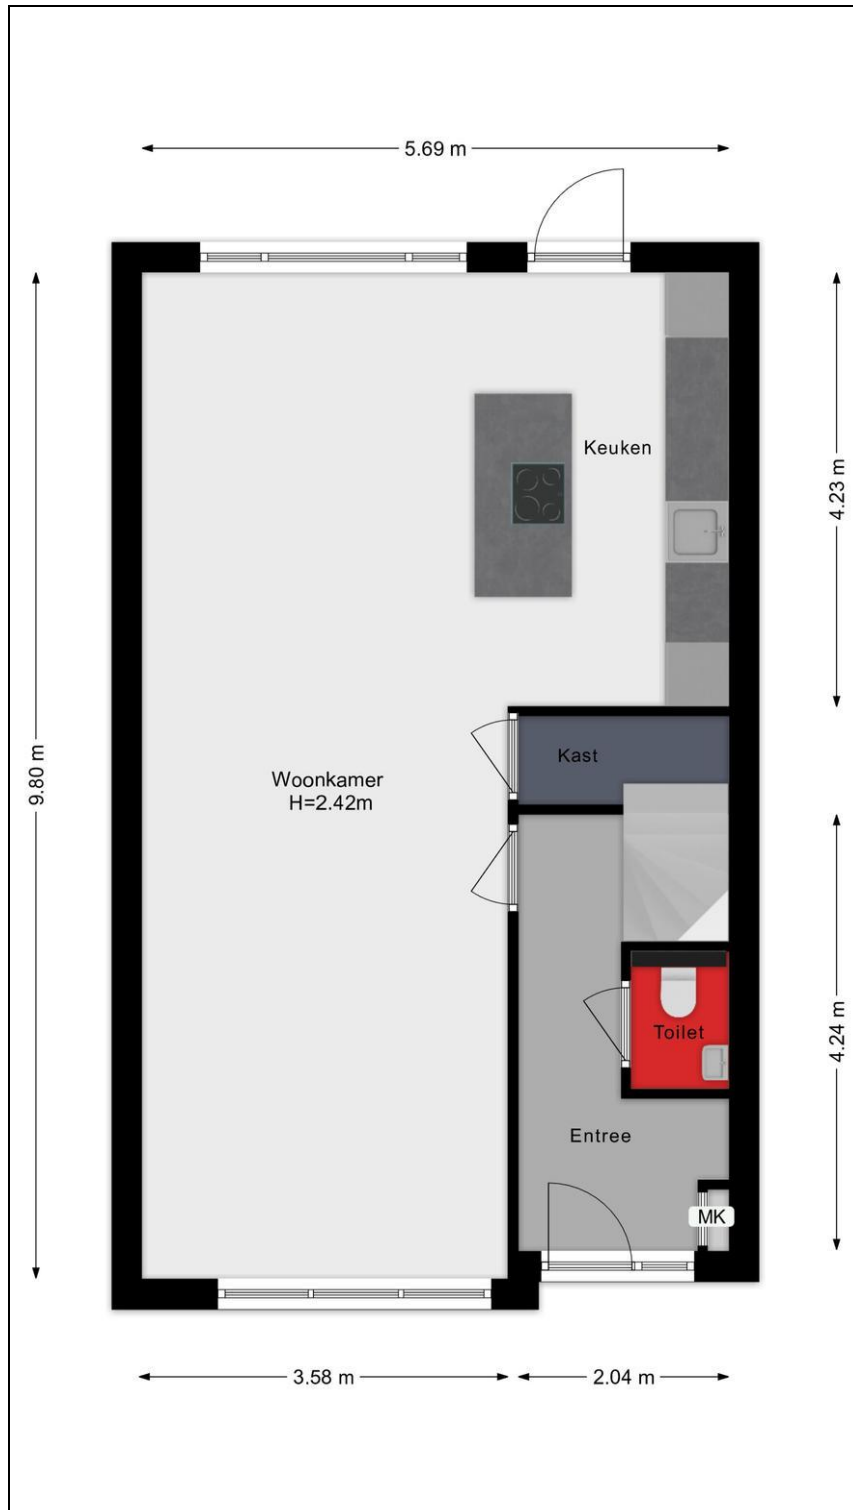 5.69 m
Keuken
4.23 m
Kast
9.80 m
Woonkamer
H=2.42m
Toilet
4.24 m
Entree
MK
3.58 m
2.04 m